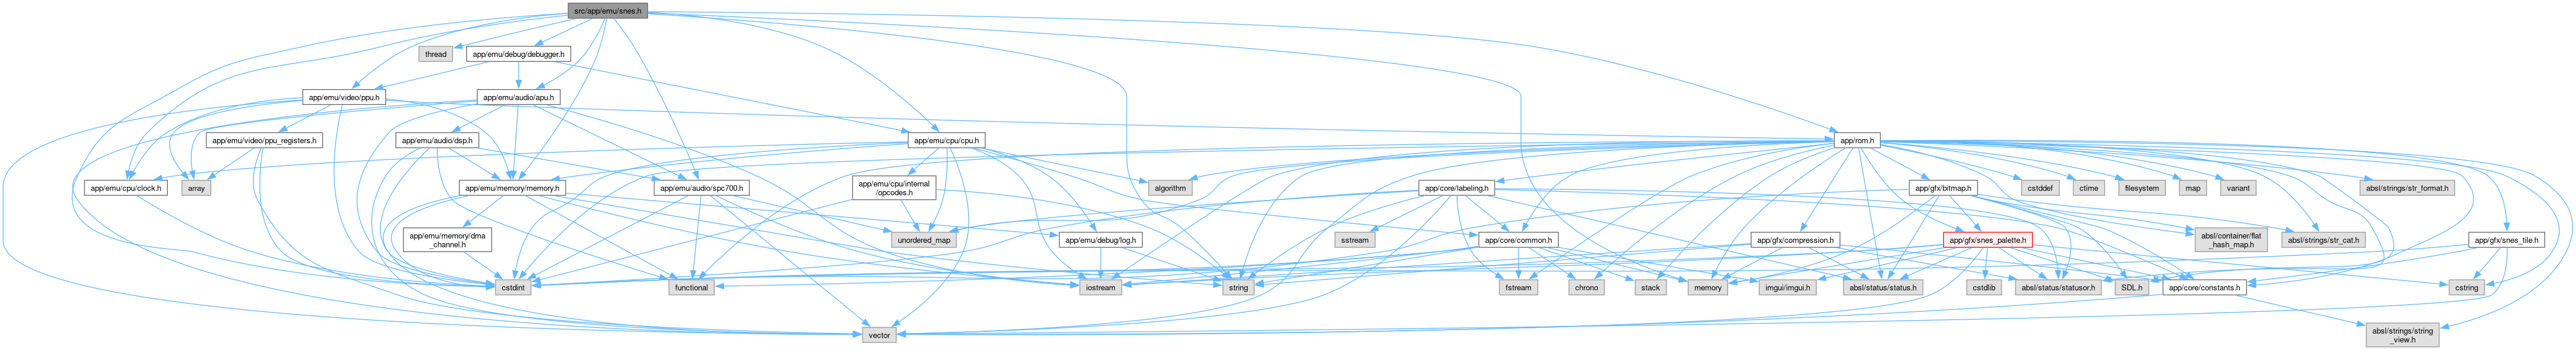 src/app/emu/snes.h
thread
app/emu/debug/debugger.h
app/emu/video/ppu.h
app/emu/audio/apu.h
app/emu/video/ppu_registers.h
app/emu/audio/dsp.h
app/emu/cpu/cpu.h
app/rom.h
app/emu/cpu/clock.h
array
app/emu/memory/memory.h
app/emu/audio/spc700.h
app/emu/cpu/internal
/opcodes.h
algorithm
app/core/labeling.h
app/gfx/bitmap.h
cstddef
ctime
filesystem
map
variant
absl/strings/str_format.h
app/emu/memory/dma
_channel.h
unordered_map
app/emu/debug/log.h
sstream
app/core/common.h
app/gfx/compression.h
app/gfx/snes_palette.h
absl/container/flat
_hash_map.h
absl/strings/str_cat.h
app/gfx/snes_tile.h
cstdint
functional
iostream
string
fstream
chrono
stack
memory
imgui/imgui.h
absl/status/status.h
cstdlib
absl/status/statusor.h
SDL.h
app/core/constants.h
cstring
vector
absl/strings/string
_view.h